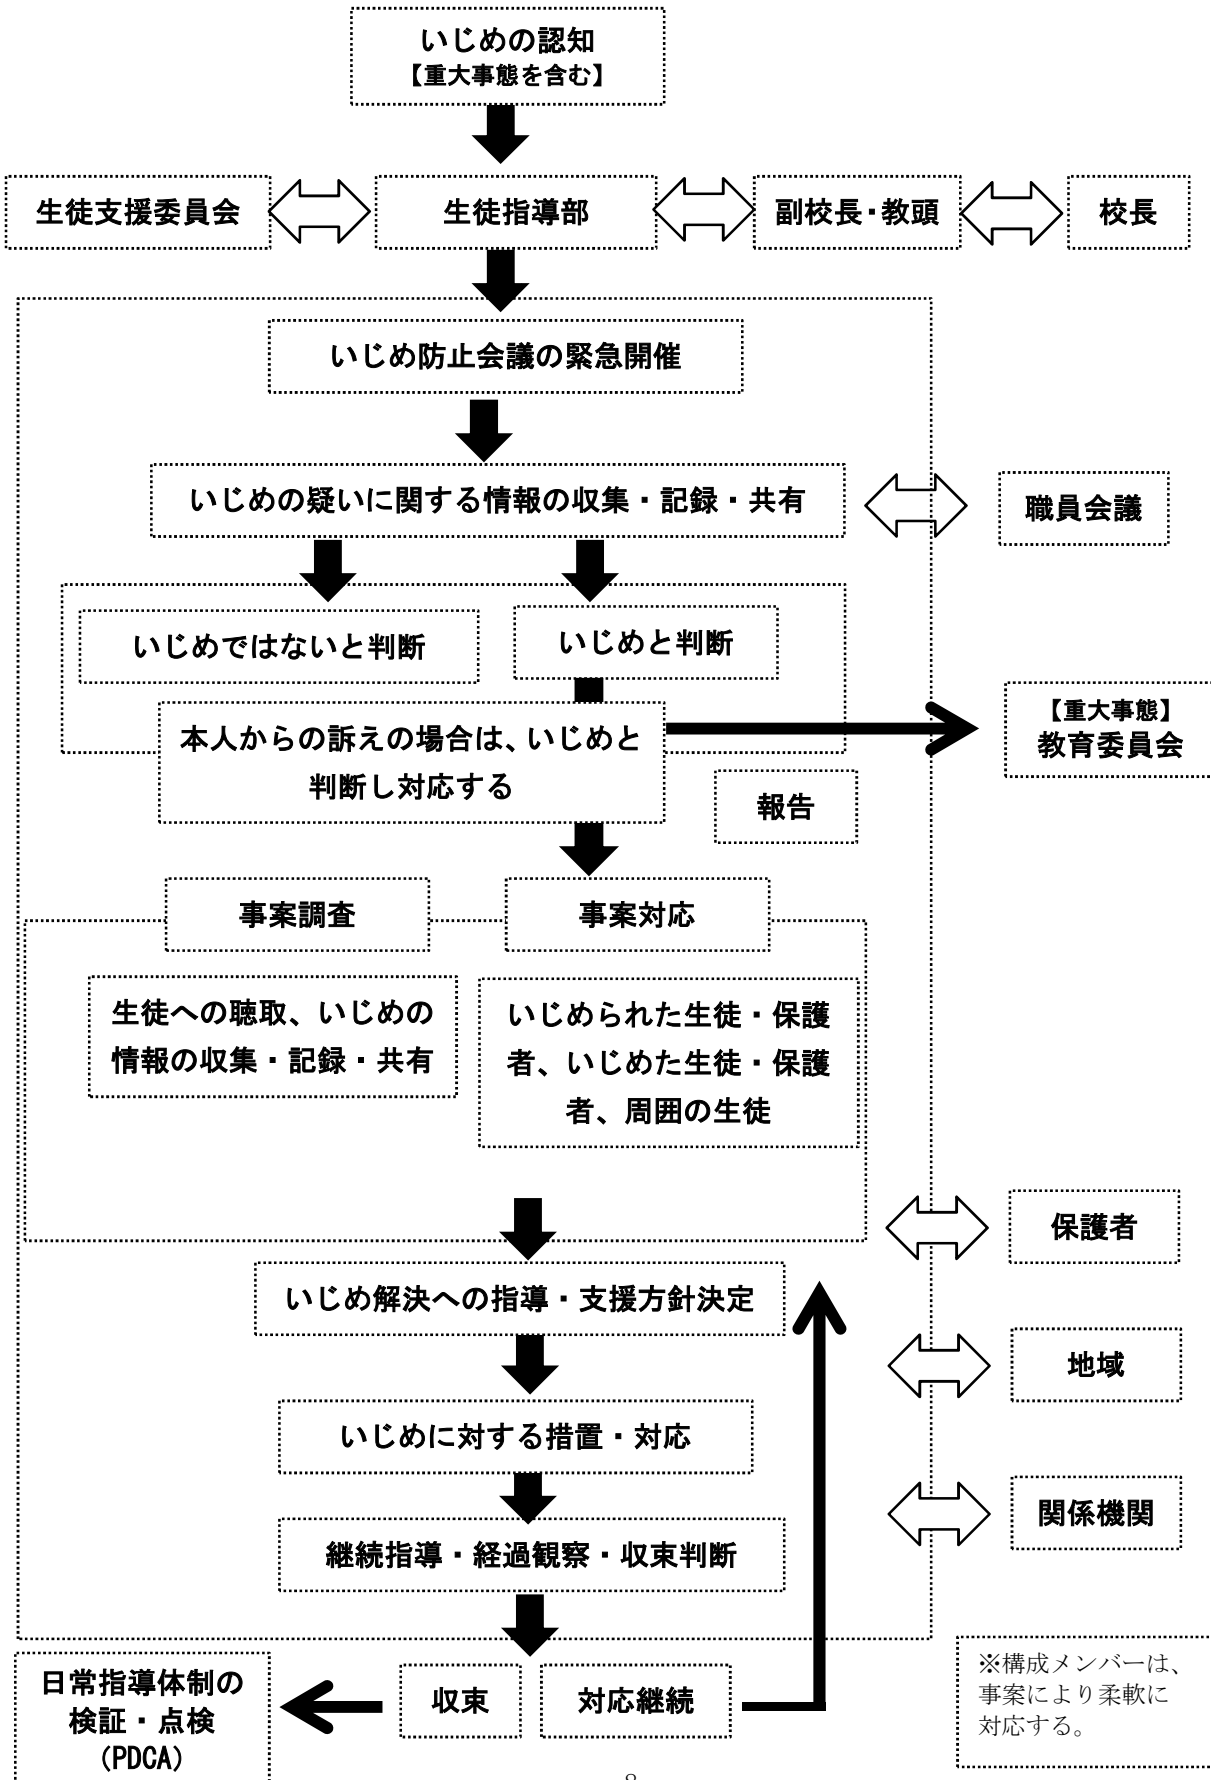 いじめの認知
【重大事態を含む】
生徒支援委員会
生徒指導部
副校長・教頭
校長
いじめ防止会議の緊急開催
いじめの疑いに関する情報の収集・記録・共有
職員会議
いじめではないと判断
いじめと判断
本人からの訴えの場合は、いじめと
判断し対応する
【重大事態】
教育委員会
報告
事案調査
事案対応
生徒への聴取、いじめの
情報の収集・記録・共有
いじめられた生徒・保護
者、いじめた生徒・保護
者、周囲の生徒
保護者
いじめ解決への指導・支援方針決定
地域
いじめに対する措置・対応
関係機関
継続指導・経過観察・収束判断
日常指導体制の
検証・点検
(PDCA)
収束
対応継続
※構成メンバーは、
事案により柔軟に
対応する。